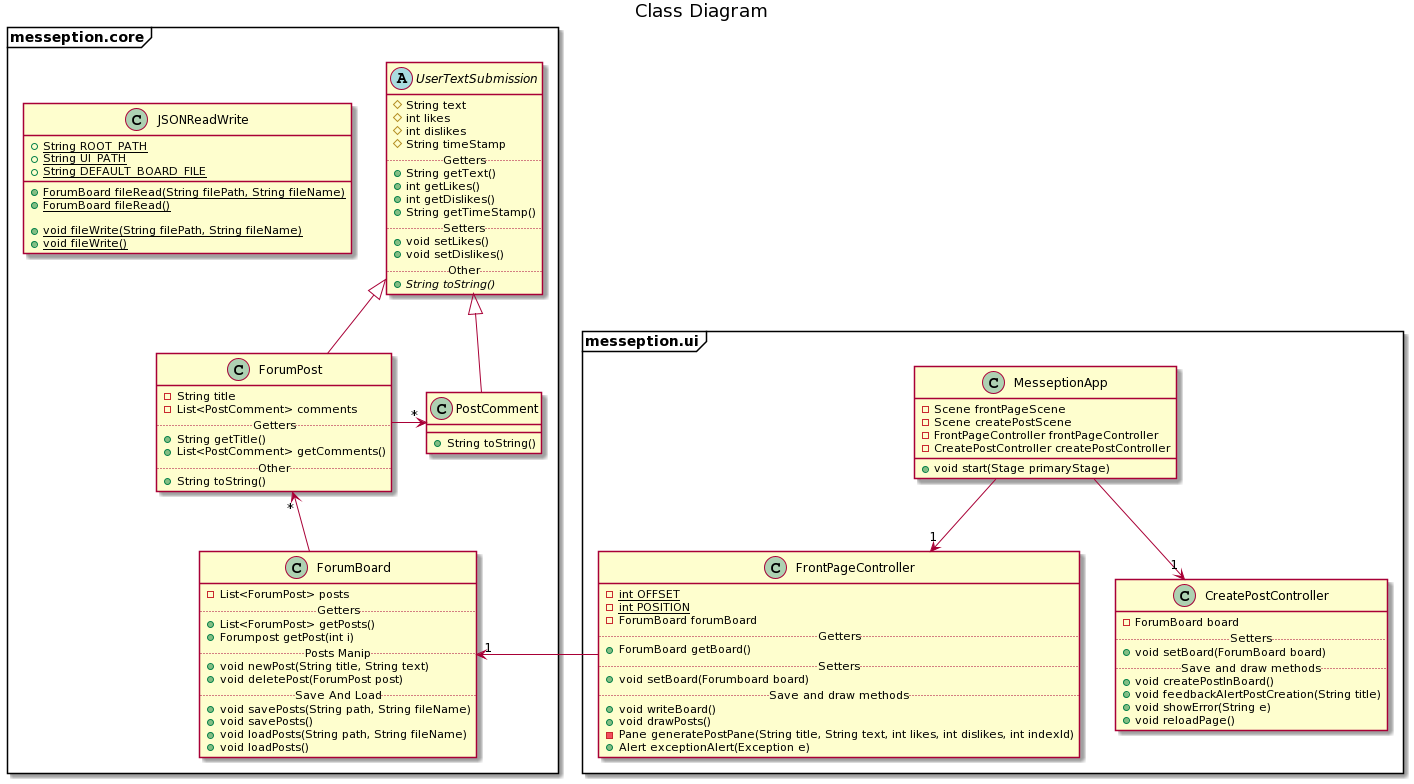 Class Diagram
messeption.core
A UserTextSubmission
String text
int likes
int dislikes
String timeStamp
Getters
String getText()
int getLikes()
int getDislikes()
String getTimeStamp()
Setters
void setLikes()
void setDislikes()
Other
String toString()
C JSONReadWrite
String ROOT_PATH
String UI_PATH
String DEFAULT_BOARD_FILE
ForumBoard fileRead(String filePath, String fileName)
ForumBoard fileRead()
void fileWrite(String filePath, String fileName)
void fileWrite()
C ForumPost
String title
List<PostComment> comments
Getters
String getTitle()
List<PostComment> getComments()
Other
String toString()
*
C PostComment
String toString()
*
C ForumBoard
List<ForumPost> posts
Getters
List<ForumPost> getPosts()
Forumpost getPost(int i)
Posts Manip
void newPost(String title, String text)
void deletePost(ForumPost post)
Save And Load
void savePosts(String path, String fileName)
void savePosts()
void loadPosts(String path, String fileName)
void loadPosts()
messeption.ui
C MesseptionApp
Scene frontPageScene
Scene createPostScene
FrontPageController frontPageController
CreatePostController createPostController
void start(Stage primaryStage)
1
1
1
C FrontPageController
int OFFSET
int POSITION
ForumBoard forumBoard
Getters
ForumBoard getBoard()
Setters
void setBoard(Forumboard board)
Save and draw methods
void writeBoard()
void drawPosts()
Pane generatePostPane(String title, String text, int likes, int dislikes, int indexId)
Alert exceptionAlert(Exception e)
C CreatePostController
ForumBoard board
Setters
void setBoard(ForumBoard board)
Save and draw methods
void createPostInBoard()
void feedbackAlertPostCreation(String title)
void showError(String e)
void reloadPage()